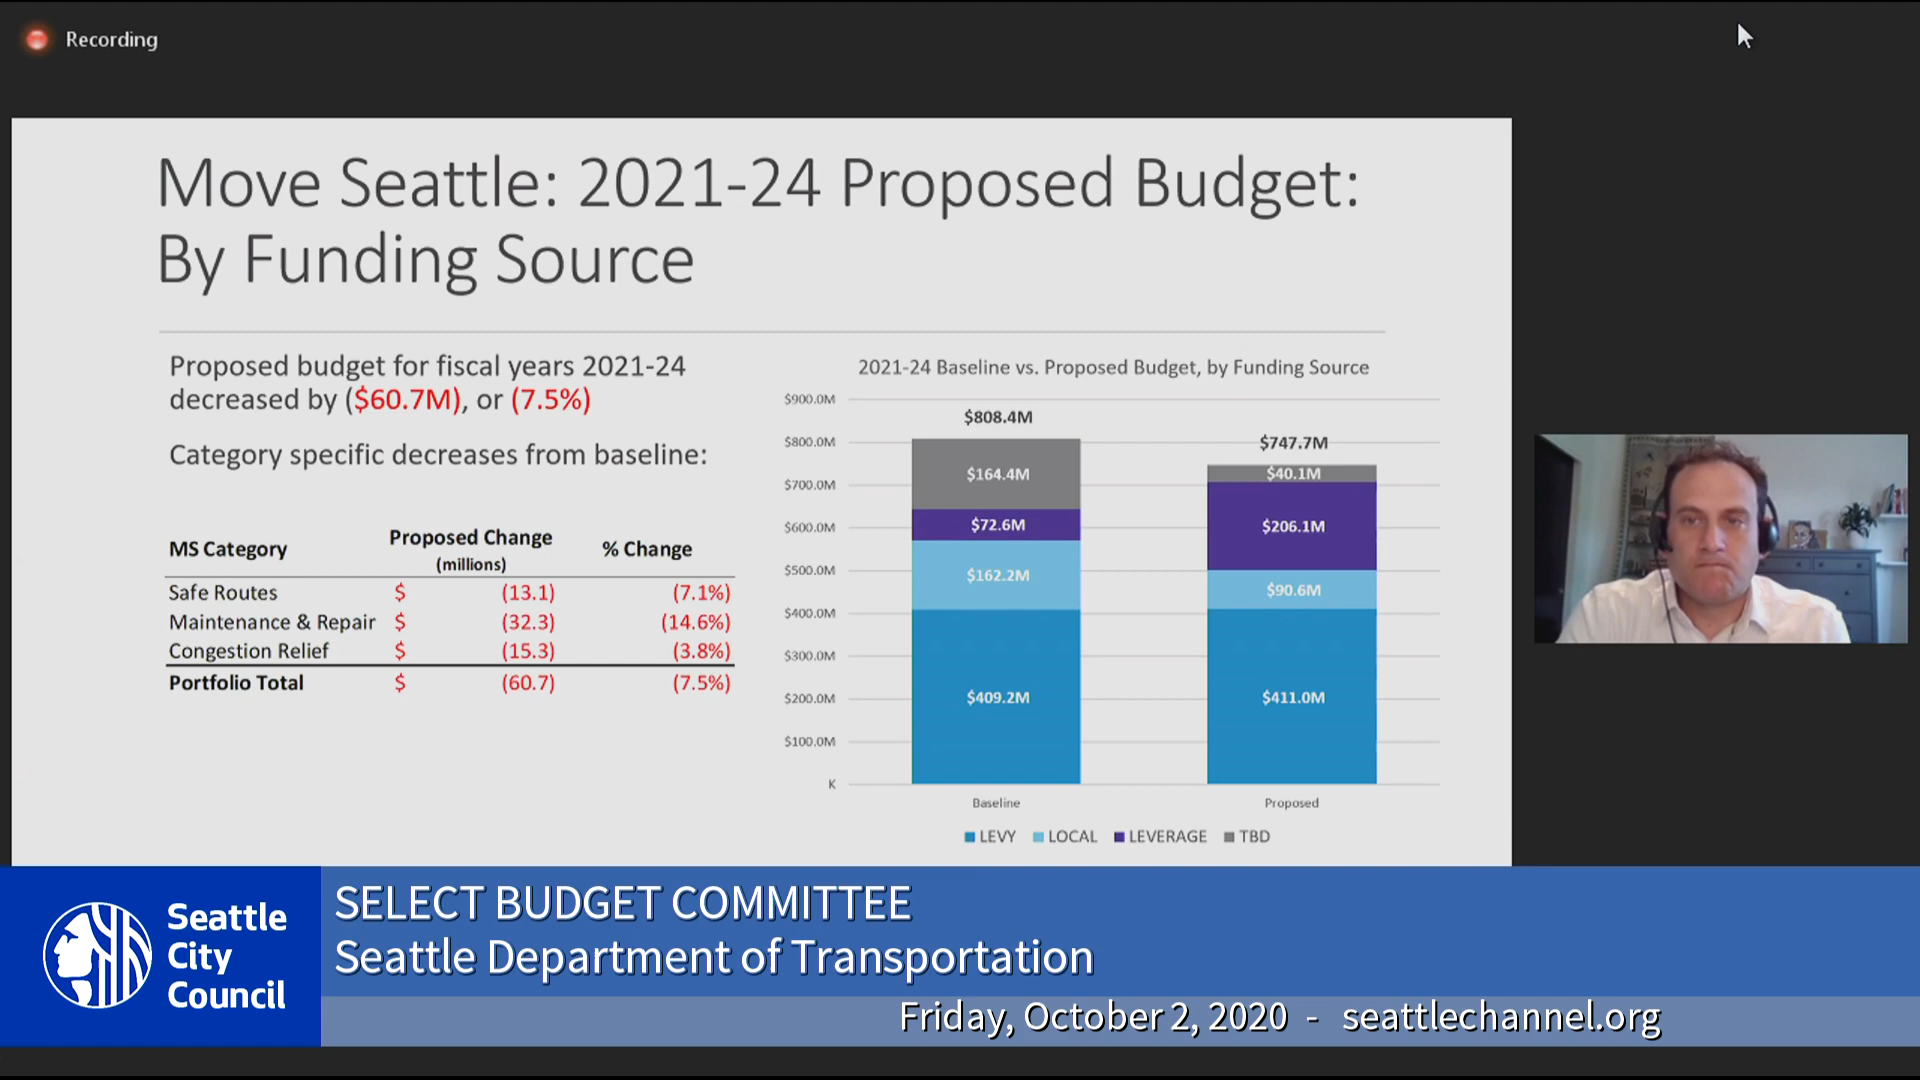 Recording
Move Seattle: 2021-24 Proposed Budget:
By Funding Source
Proposed budget for fiscal years 2021-24
decreased by ($60.7M), or (7.5%)
Category specific decreases from baseline:
MS Category Proposed Change (millions) % Change
Safe Routes $ (13.1) (7.1%)
Maintenance & Repair $ (32.3) (14.6%)
Congestion Relief $ (15.3) (3.8%)
Portfolio Total $ (60.7) (7.5%)
2021-24 Baseline vs. Proposed Budget, by Funding Source
$900.0M
$800.0M
$700.0M
$600.0M
$500.0M
$400.0M
$300.0M
$200.0M
$100.0M
K
$808.4M
$164.4M
$72.6M
$162.2M
$409.2M
Baseline
$747.7M
$40.1M
$206.1M
$90.6M
$411.0M
Proposed
LEVY LOCAL LEVERAGE TBD
Seattle
City
Council
SELECT BUDGET COMMITTEE
Seattle Department of Transportation
Friday, October 2, 2020 - seattlechannel.org